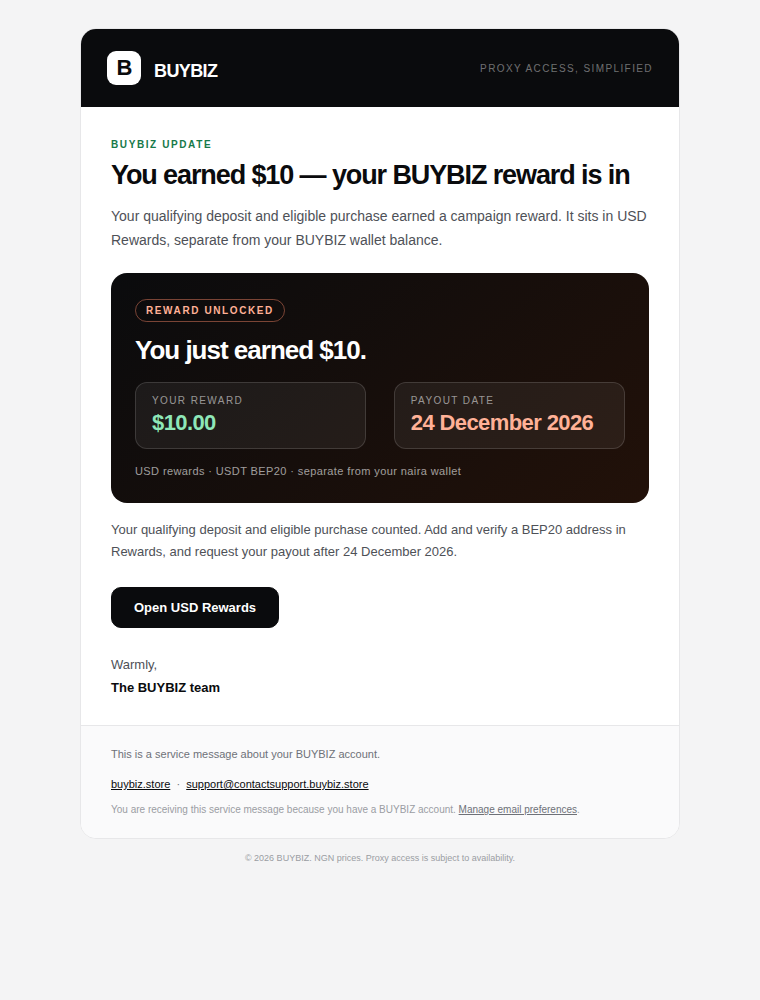 B BUYBIZ PROXY ACCESS, SIMPLIFIED
BUYBIZ UPDATE
You earned $10 — your BUYBIZ reward is in
Your qualifying deposit and eligible purchase earned a campaign reward. It sits in USD
Rewards, separate from your BUYBIZ wallet balance.
REWARD UNLOCKED
You just earned $10.
YOUR REWARD
$10.00
PAYOUT DATE
24 December 2026
USD rewards · USDT BEP20 · separate from your naira wallet
Your qualifying deposit and eligible purchase counted. Add and verify a BEP20 address in
Rewards, and request your payout after 24 December 2026.
Open USD Rewards
Warmly,
The BUYBIZ team
This is a service message about your BUYBIZ account.
buybiz.store · support@contactsupport.buybiz.store
You are receiving this service message because you have a BUYBIZ account. Manage email preferences.
© 2026 BUYBIZ. NGN prices. Proxy access is subject to availability.